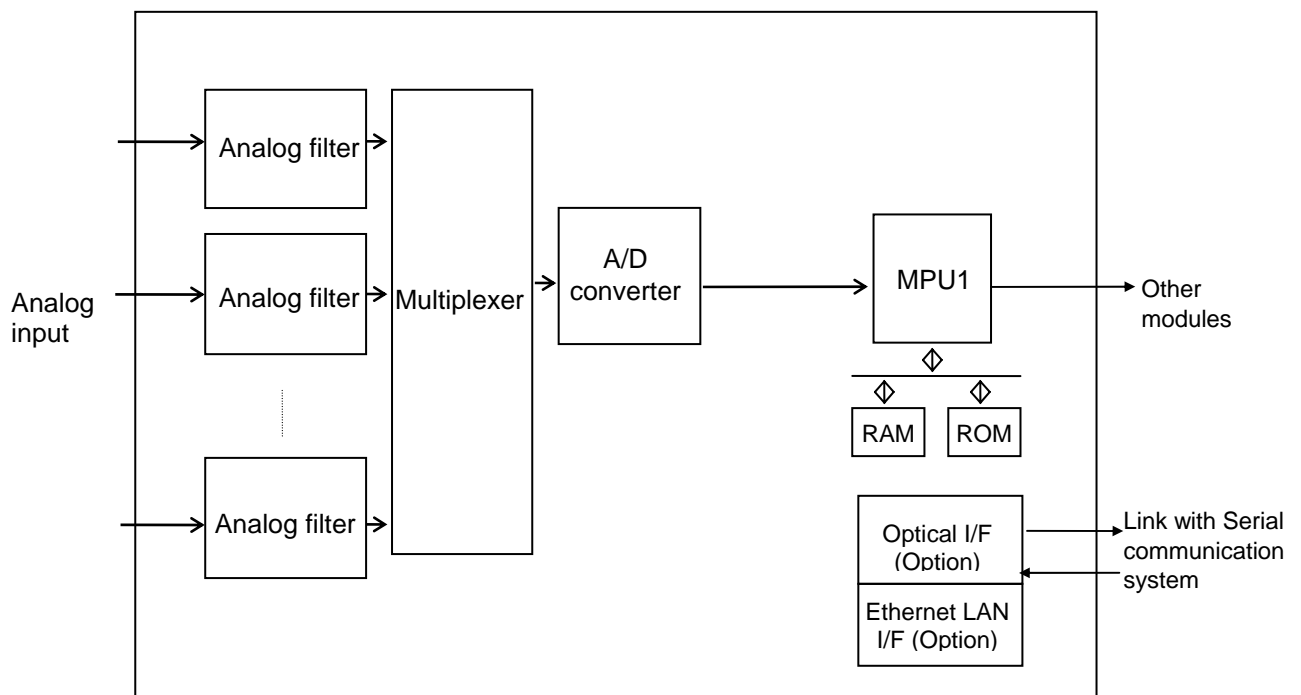 Analog
input
Analog filter
Analog filter
Analog filter
Multiplexer
A/D
converter
MPU1
RAM
ROM
Other
modules
Optical I/F
(Option)
Ethernet LAN
I/F (Option)
Link with Serial
communication
system